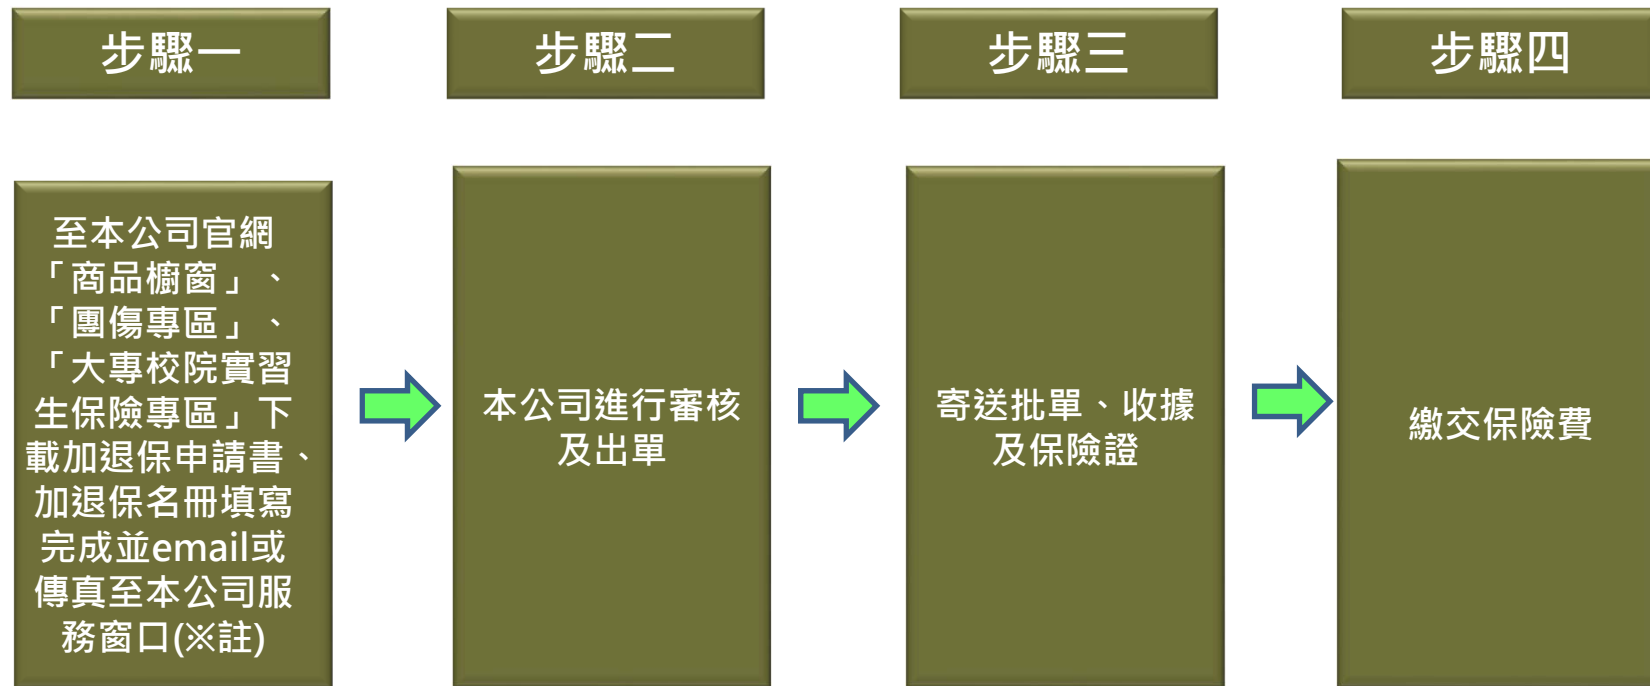 步驟一
步驟二
步驟三
步驟四
至本公司官網
「商品櫥窗」、
「團傷專區」、
「大專校院實習
生保險專區」下
載加退保申請書、
加退保名冊填寫
完成並email或
傳真至本公司服
務窗口(※註)
本公司進行審核
及出單
寄送批單、收據
及保險證
繳交保險費